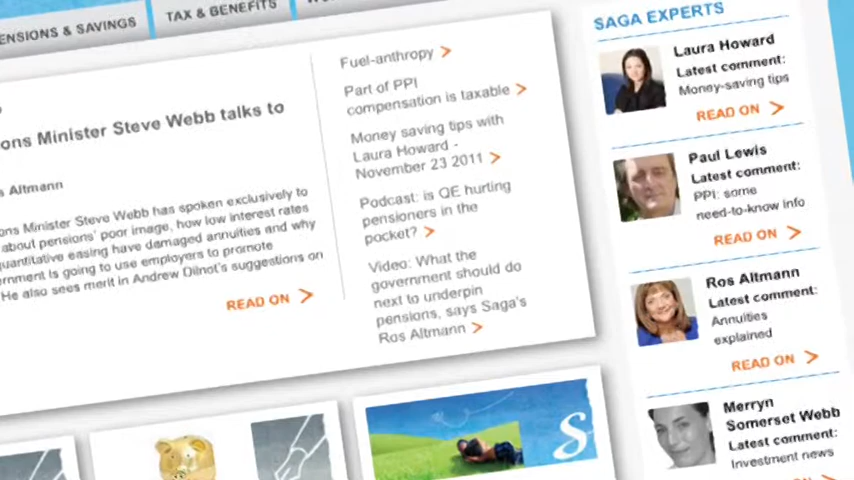 ENSIONS & SAVINGS
TAX & BENEFITS
ons Minister Steve Webb talks to
s Altmann
ons Minister Steve Webb has spoken exclusively to
about pensions' poor image, how low interest rates
quantitative easing have damaged annuities and why
ernment is going to use employers to promote
He also sees merit in Andrew Dilnot's suggestions on
READ ON
Fuel-anthropy
Part of PPI
compensation is taxable
Money saving tips with
Laura Howard -
November 23 2011
Podcast: is QE hurting
pensioners in the
pocket?
Video: What the
government should do
next to underpin
pensions, says Saga's
Ros Altmann
SAGA EXPERTS
Laura Howard
Latest comment:
Money-saving tips
READ ON
Paul Lewis
Latest comment:
PPI: some
need-to-know info
READ ON
Ros Altmann
Latest comment:
Annuities
explained
READ ON
Merryn
Somerset Webb
Latest comment:
Investment news
S